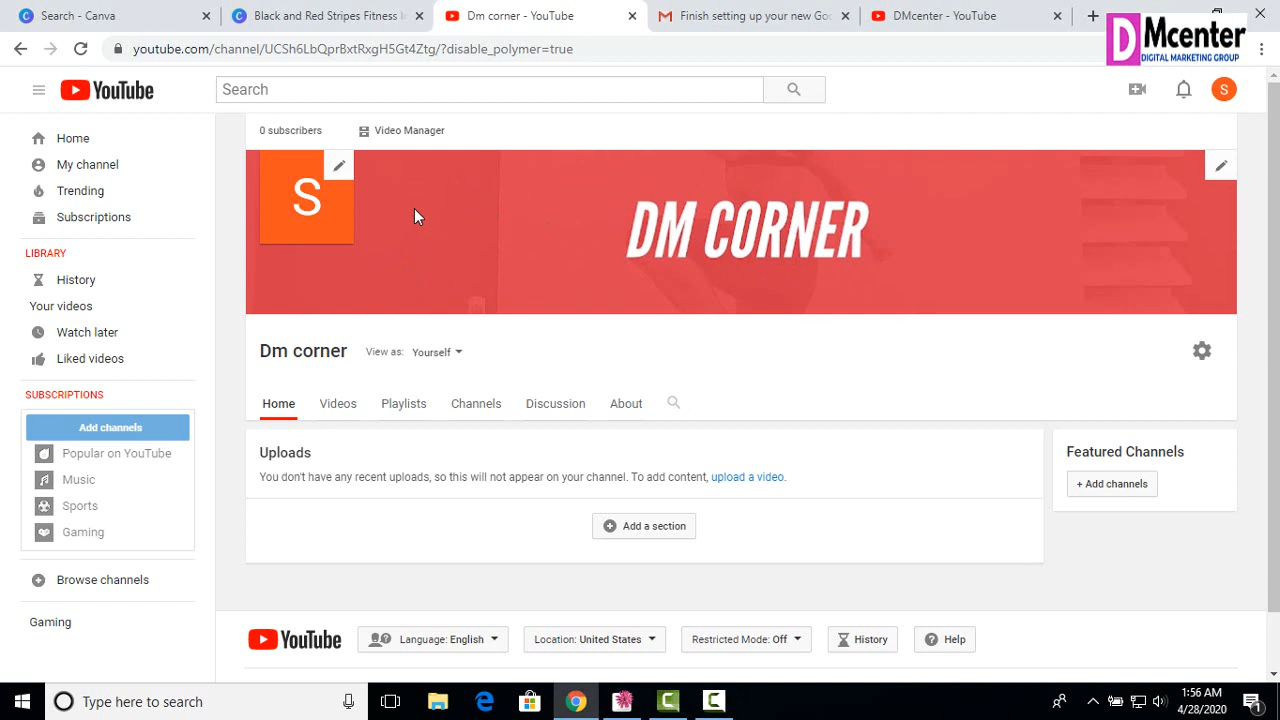 Search - Canva
Black and Red Stripes Fitness In
Dm corner - YouTube
Finish setting up your new Goo
DMcenter - YouTube
youtube.com/channel/UCSh6LbQprBxtRxgH5Gt4Ztg/?disable_polymer=true
DMcenter
DIGITAL MARKETING GROUP
YouTube
Search
S
Home
My channel
Trending
Subscriptions
LIBRARY
History
Your videos
Watch later
Liked videos
SUBSCRIPTIONS
Add channels
Popular on YouTube
Music
Sports
Gaming
Browse channels
Gaming
0 subscribers
Video Manager
S
DM CORNER
Dm corner
View as: Yourself
Home
Videos
Playlists
Channels
Discussion
About
Uploads
You don't have any recent uploads, so this will not appear on your channel. To add content, upload a video.
Add a section
Featured Channels
+ Add channels
YouTube
Language: English
Location: United States
Restricted Mode: Off
History
Help
Type here to search
1:56 AM
4/28/2020
1